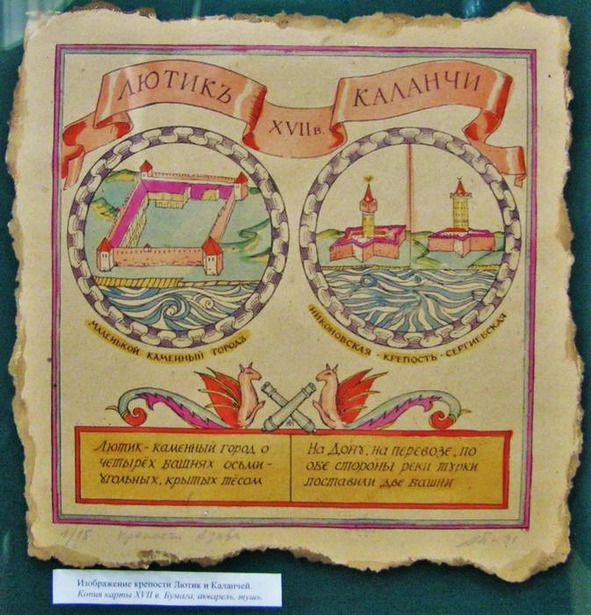 ЛЮТИКЪ
XVII в.
КАЛАНЧИ
МАЛЕНЬКОЙ КАМЕННЫЙ ГОРОДЪ
НИКОНОВСКАЯ - КРЕПОСТЬ - СЕРГИЕВСКАЯ
Лютик - каменный город о
четырёх башнях осьми-
угольных, крытых тёсом
На Дону, на перевозе, по
обе стороны реки турки
поставили две башни
Изображение крепости Лютик и Каланчей.
Копия карты XVII в. Бумага, акварель, тушь.